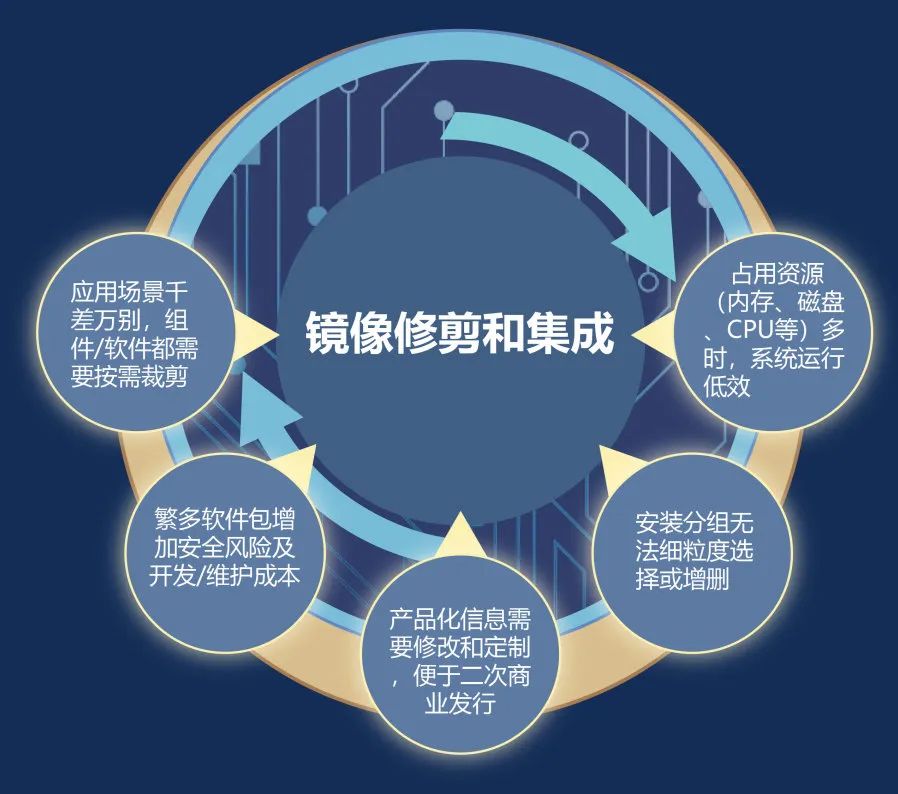 镜像修剪和集成
应用场景千
差万别，组
件/软件都需
要按需裁剪
占用资源
（内存、磁盘
、CPU等）多
时，系统运行
低效
繁多软件包增
加安全风险及
开发/维护成本
安装分组无
法细粒度选
择或增删
产品化信息需
要修改和定制
，便于二次商
业发行